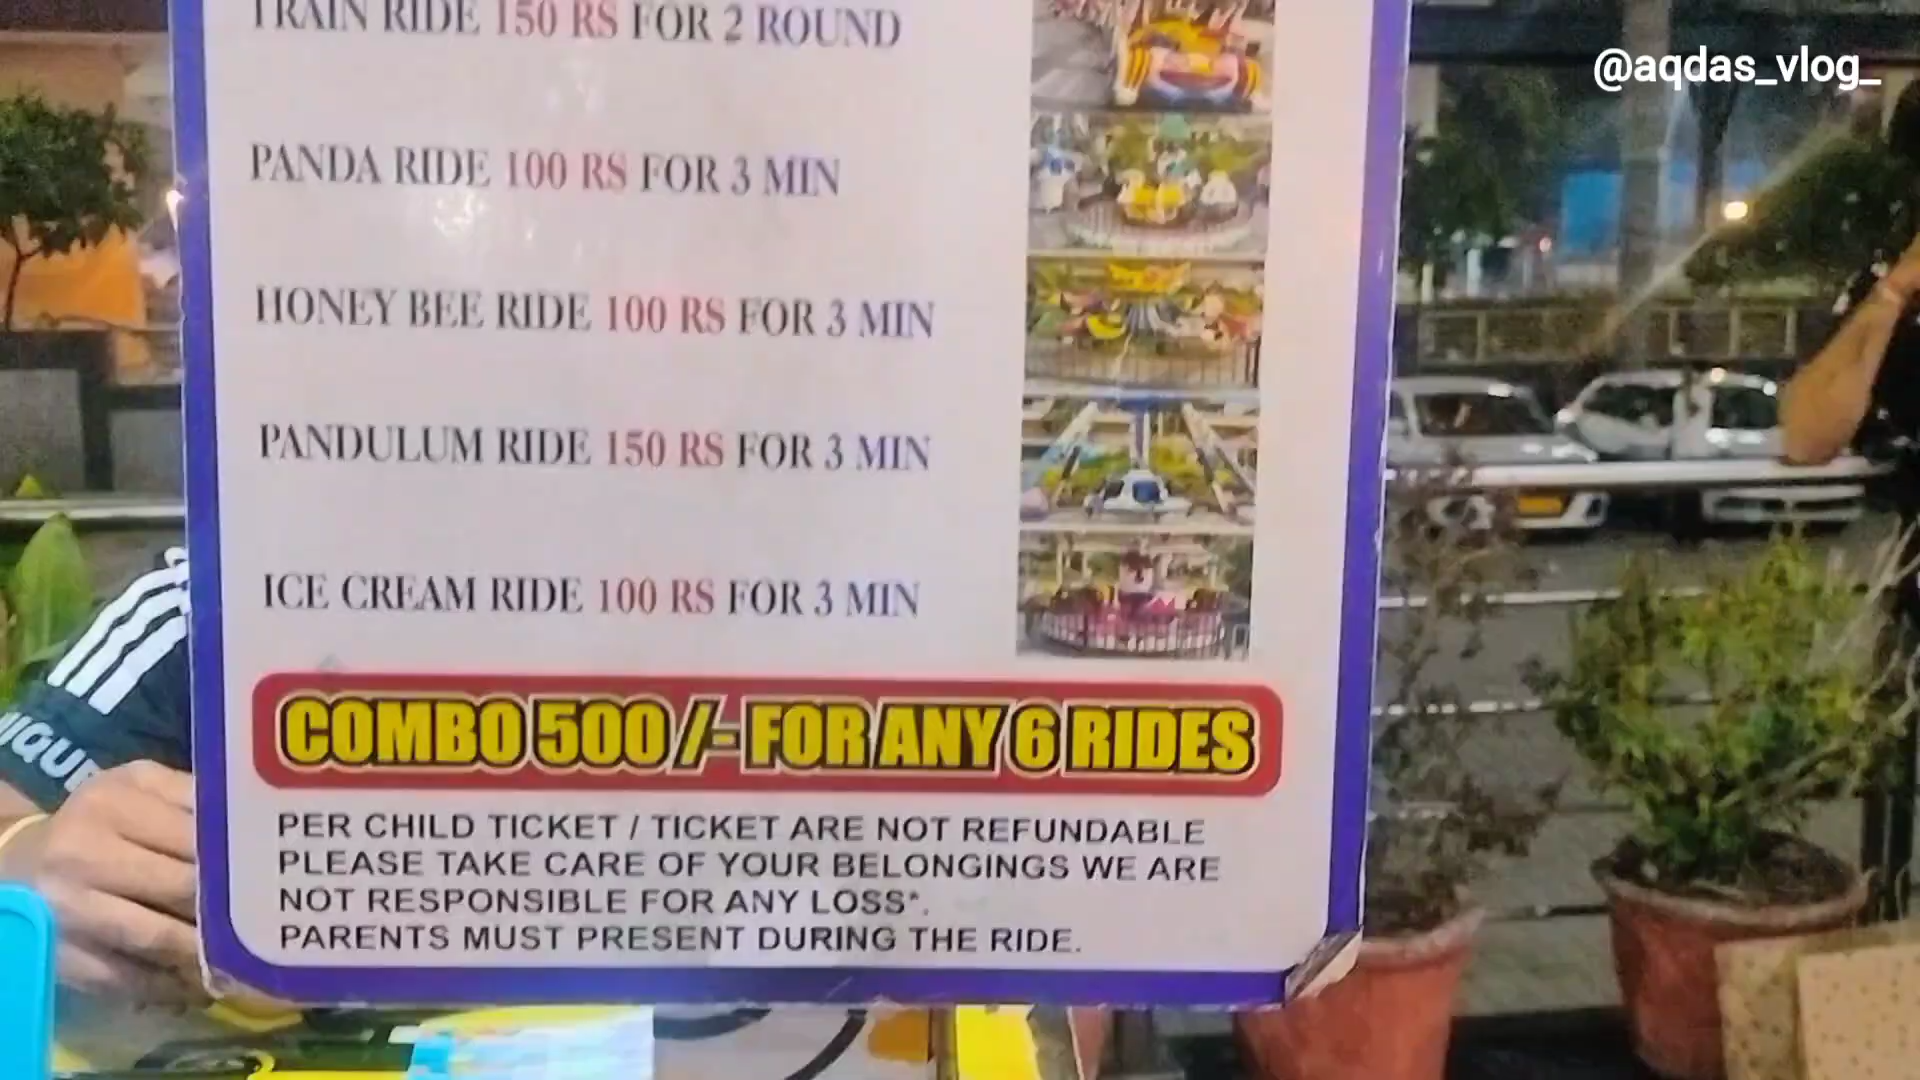 @aqdas_vlog_
TRAIN RIDE 150 RS FOR 2 ROUND
PANDA RIDE 100 RS FOR 3 MIN
HONEY BEE RIDE 100 RS FOR 3 MIN
PANDULUM RIDE 150 RS FOR 3 MIN
ICE CREAM RIDE 100 RS FOR 3 MIN
COMBO 500/- FOR ANY 6 RIDES
PER CHILD TICKET / TICKET ARE NOT REFUNDABLE
PLEASE TAKE CARE OF YOUR BELONGINGS WE ARE
NOT RESPONSIBLE FOR ANY LOSS*.
PARENTS MUST PRESENT DURING THE RIDE.